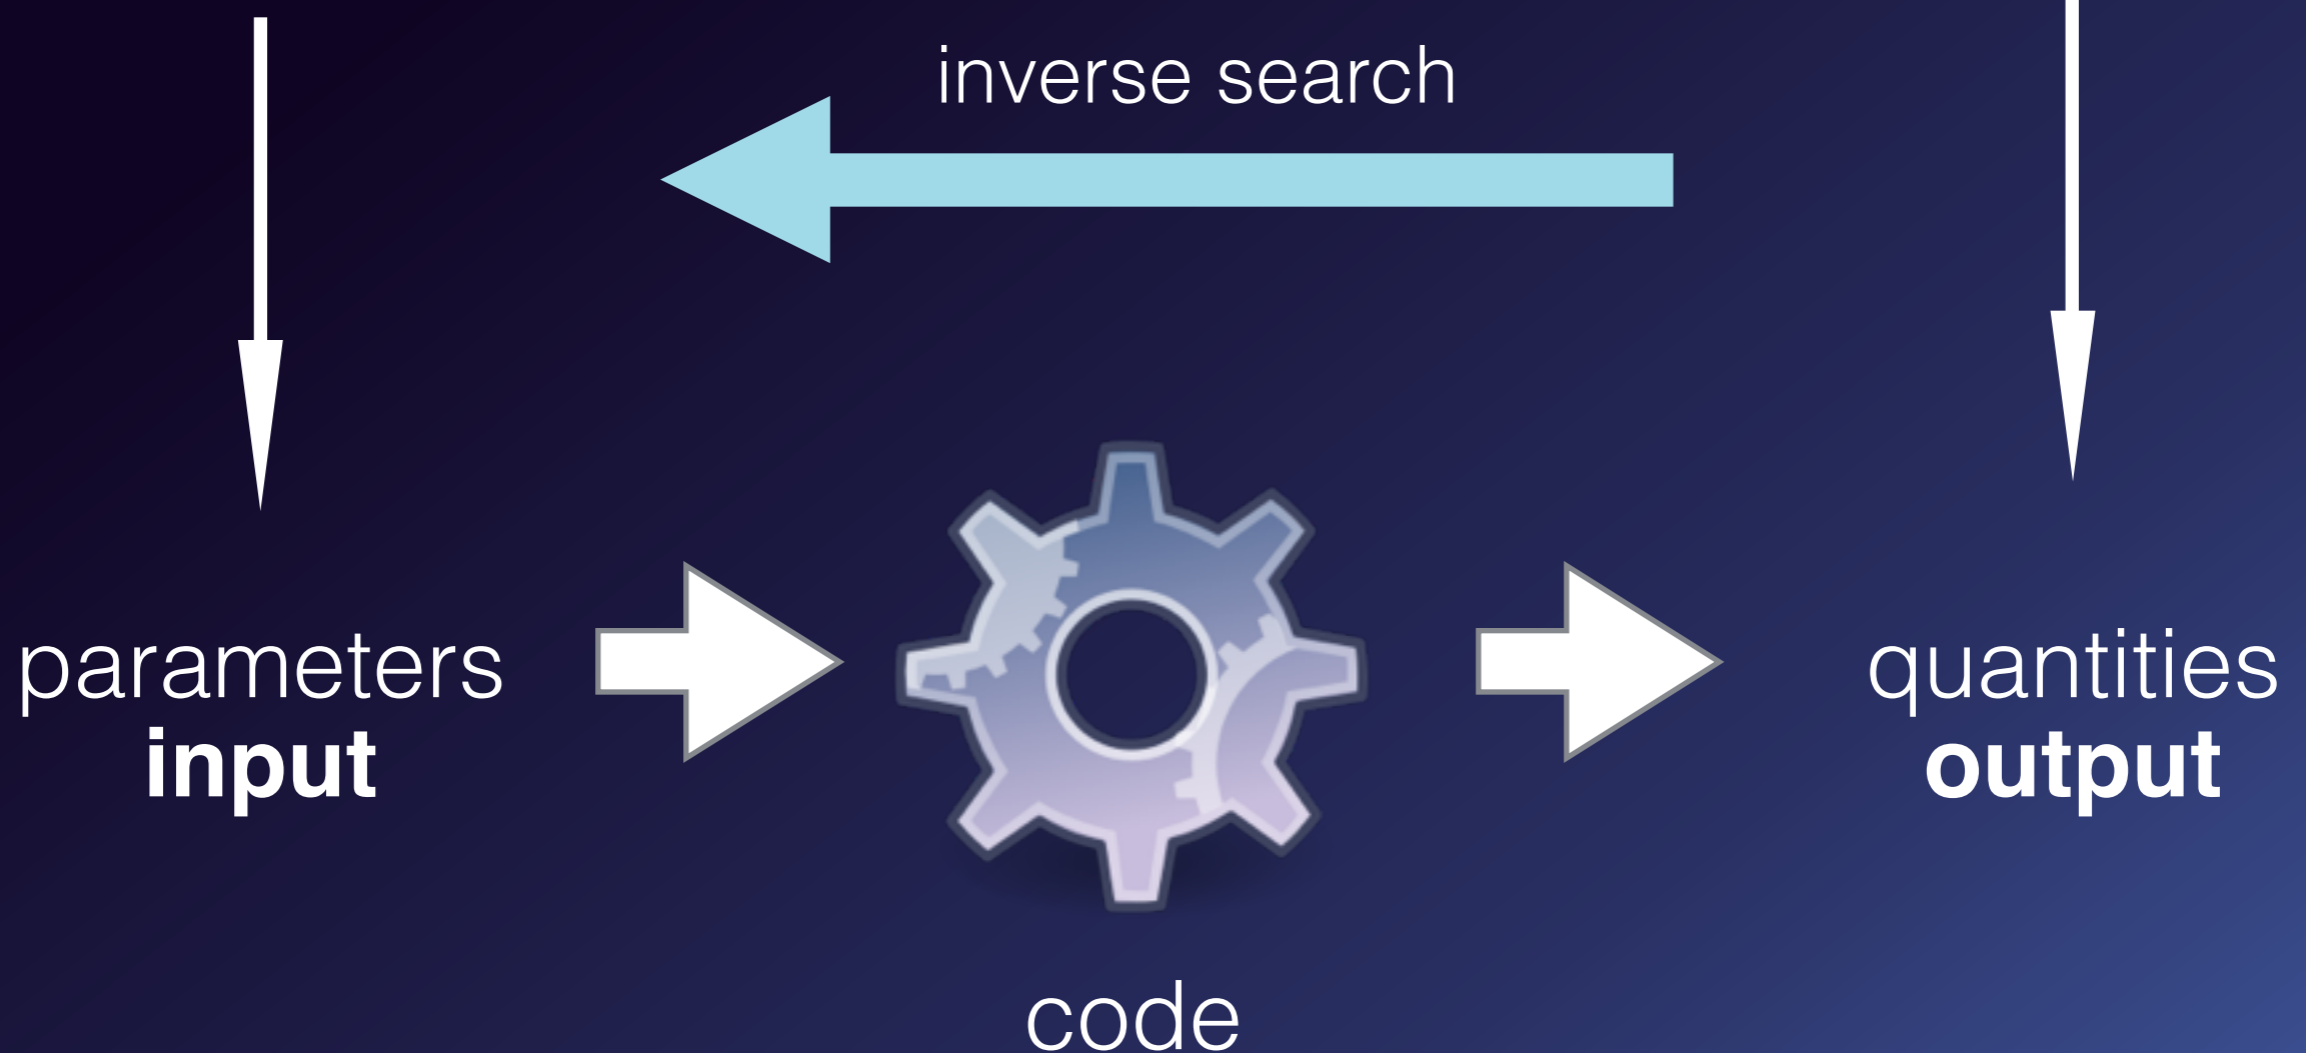 inverse search
parameters
input
quantities
output
code